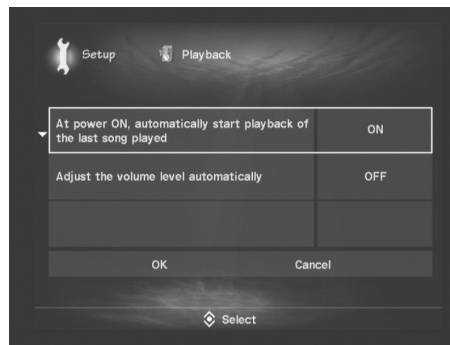 Setup Playback
At power ON, automatically start playback of
the last song played
ON
Adjust the volume level automatically
OFF
OK Cancel
Select